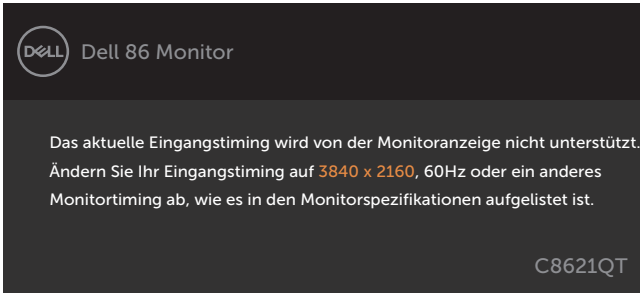 DELL Dell 86 Monitor
Das aktuelle Eingangstiming wird von der Monitoranzeige nicht unterstützt.
Ändern Sie Ihr Eingangstiming auf 3840 x 2160, 60Hz oder ein anderes
Monitortiming ab, wie es in den Monitorspezifikationen aufgelistet ist.
C8621QT